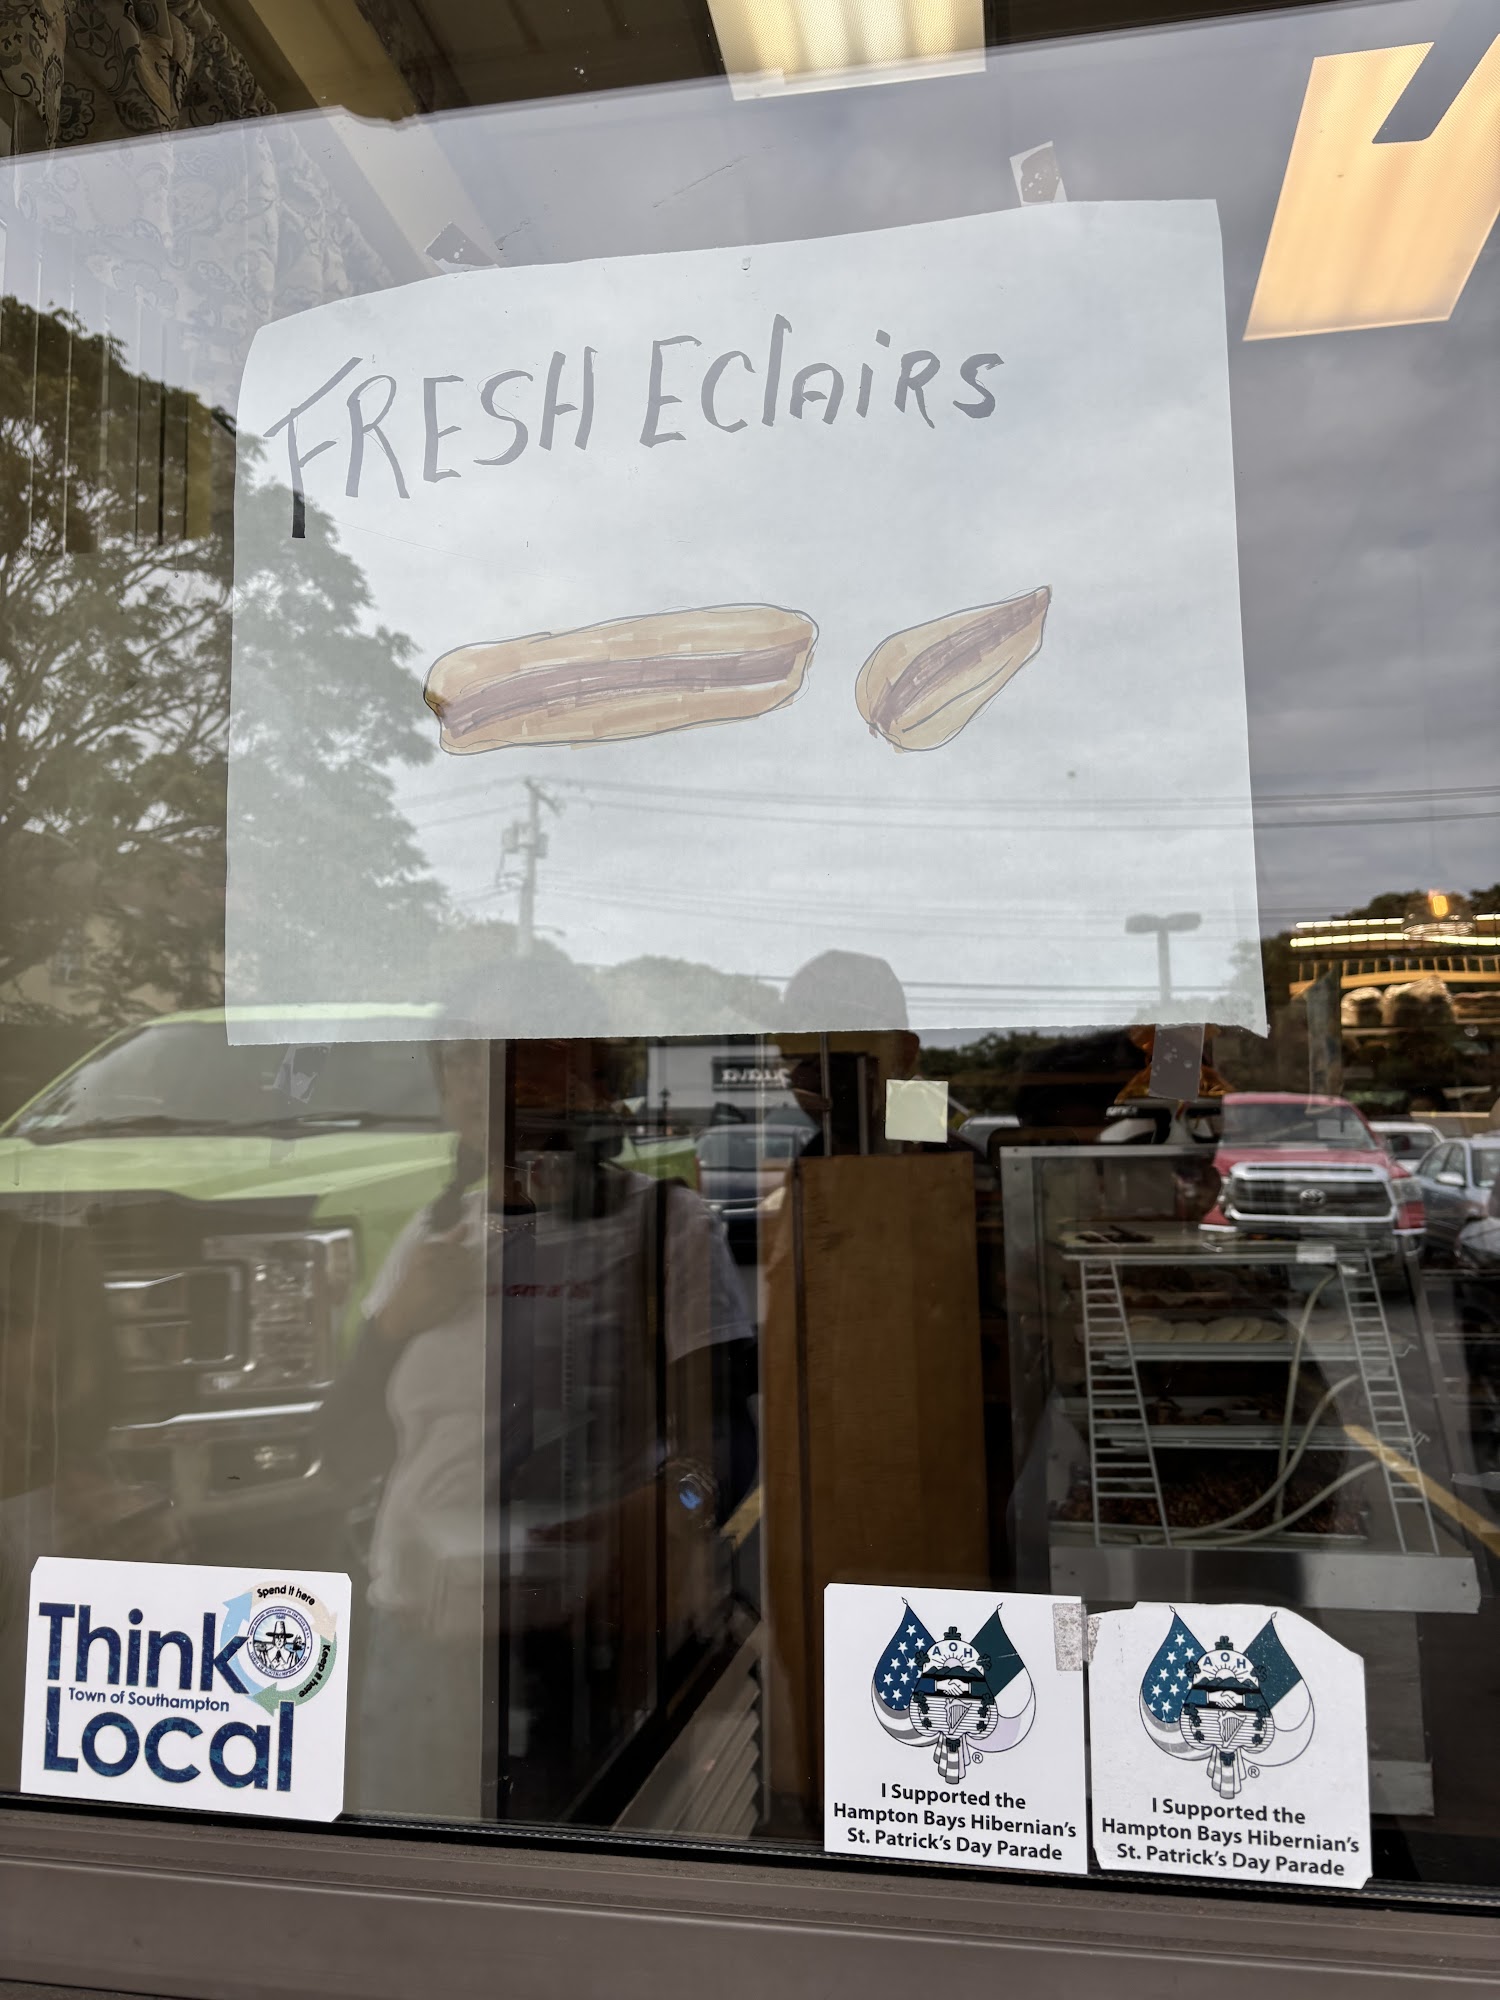 FRESH EClAiRS
Think
Spend it here
Keep it here
Town of Southampton
Local
AOH
®
I Supported the
Hampton Bays Hibernian's
St. Patrick's Day Parade
AOH
®
I Supported the
Hampton Bays Hibernian's
St. Patrick's Day Parade